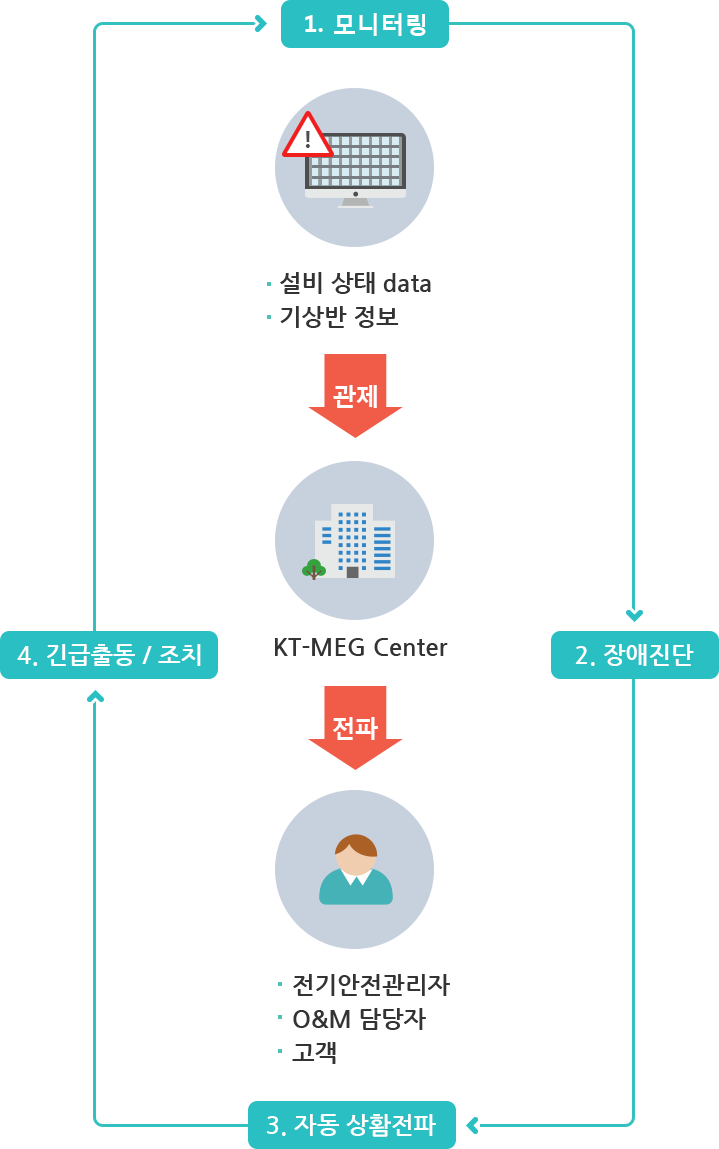 1. 모니터링
!
· 설비 상태 data
· 기상반 정보
관제
KT-MEG Center
4. 긴급출동 / 조치
2. 장애진단
전파
· 전기안전관리자
· O&M 담당자
· 고객
3. 자동 상황전파